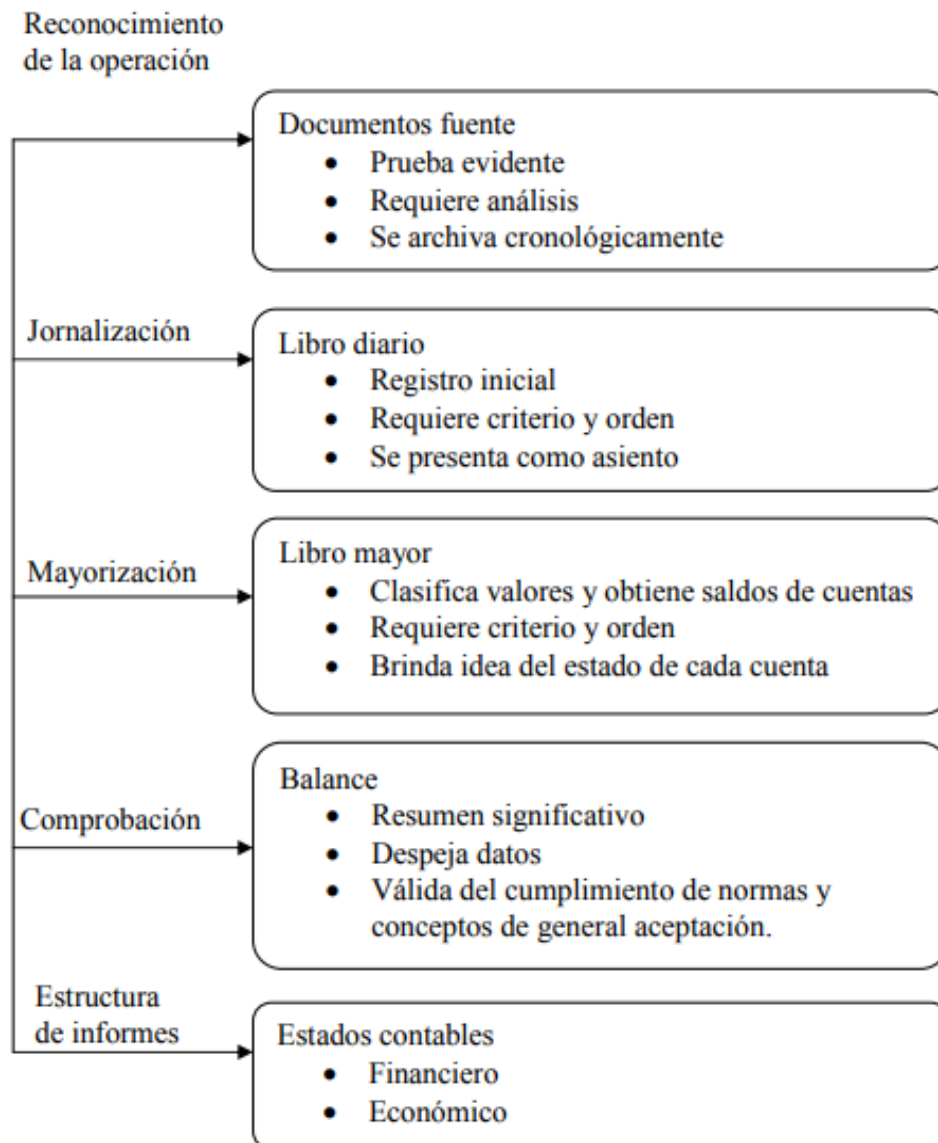 Reconocimiento
de la operación
Documentos fuente
• Prueba evidente
• Requiere análisis
• Se archiva cronológicamente
Jornalización
Libro diario
• Registro inicial
• Requiere criterio y orden
• Se presenta como asiento
Mayorización
Libro mayor
• Clasifica valores y obtiene saldos de cuentas
• Requiere criterio y orden
• Brinda idea del estado de cada cuenta
Comprobación
Balance
• Resumen significativo
• Despeja datos
• Válida del cumplimiento de normas y
conceptos de general aceptación.
Estructura
de informes
Estados contables
• Financiero
• Económico